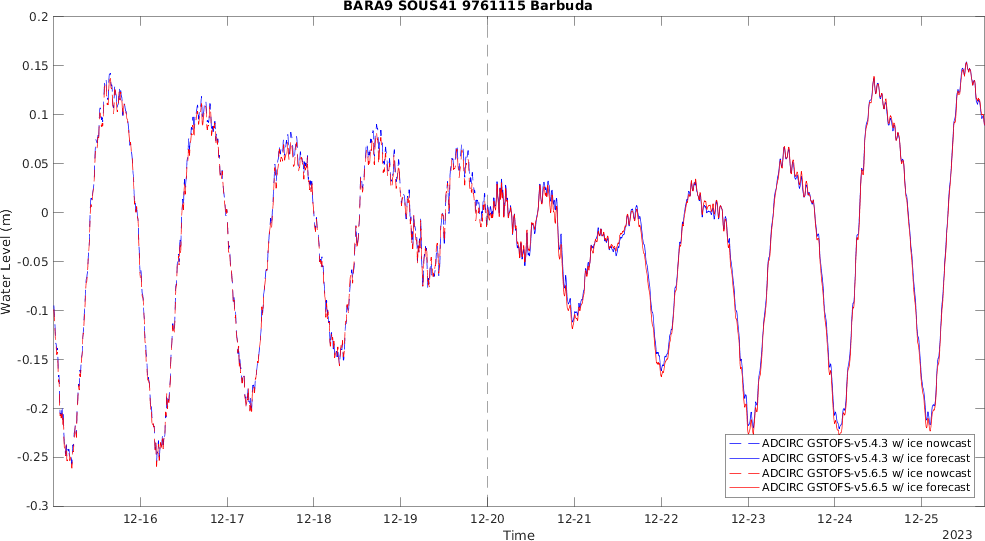 BARA9 SOUS41 9761115 Barbuda
0.2
0.15
0.1
0.05
0
-0.05
-0.1
-0.15
-0.2
-0.25
-0.3
Water Level (m)
ADCIRC GSTOFS-v5.4.3 w/ ice nowcast
ADCIRC GSTOFS-v5.4.3 w/ ice forecast
ADCIRC GSTOFS-v5.6.5 w/ ice nowcast
ADCIRC GSTOFS-v5.6.5 w/ ice forecast
12-16 12-17 12-18 12-19 12-20 12-21 12-22 12-23 12-24 12-25
Time
2023